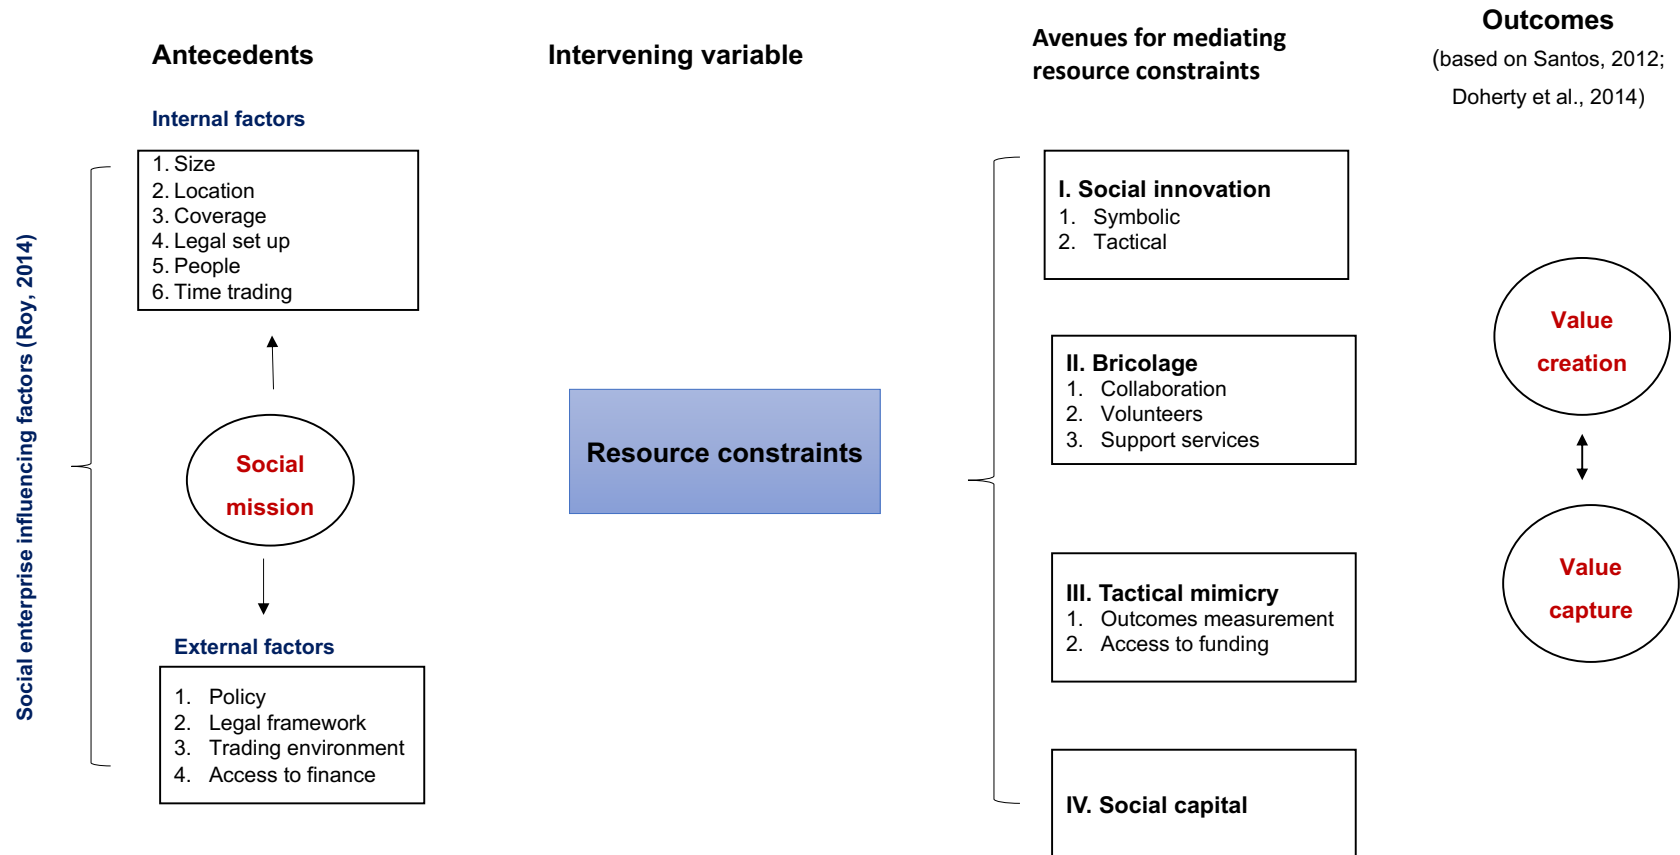 Antecedents
Internal factors
1. Size
2. Location
3. Coverage
4. Legal set up
5. People
6. Time trading
Social enterprise influencing factors (Roy, 2014)
Social
mission
External factors
1. Policy
2. Legal framework
3. Trading environment
4. Access to finance
Intervening variable
Resource constraints
Avenues for mediating
resource constraints
I. Social innovation
1. Symbolic
2. Tactical
II. Bricolage
1. Collaboration
2. Volunteers
3. Support services
III. Tactical mimicry
1. Outcomes measurement
2. Access to funding
IV. Social capital
Outcomes
(based on Santos, 2012;
Doherty et al., 2014)
Value
creation
Value
capture